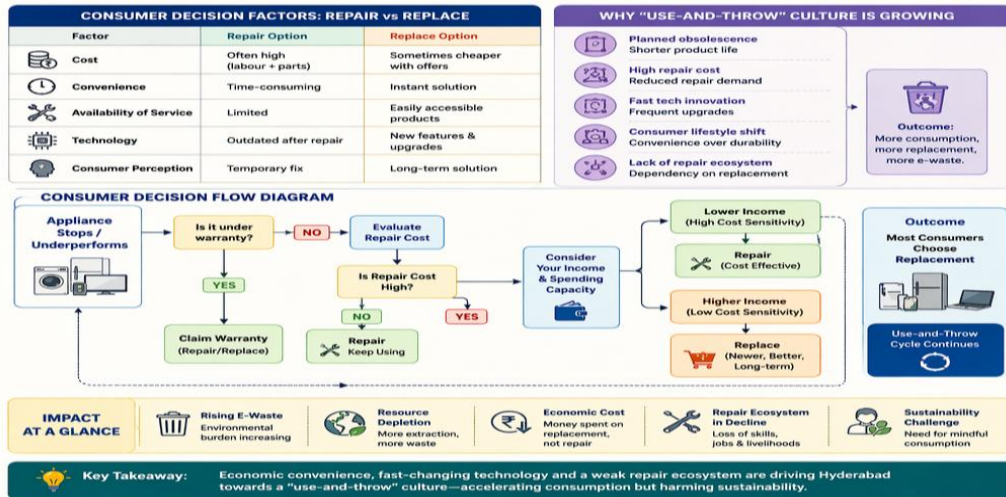 CONSUMER DECISION FACTORS: REPAIR vs REPLACE
Factor
Repair Option
Replace Option
Cost
Often high
(labour + parts)
Sometimes cheaper
with offers
Convenience
Time-consuming
Instant solution
Availability of Service
Limited
Easily accessible
products
Technology
Outdated after repair
New features &
upgrades
Consumer Perception
Temporary fix
Long-term solution
WHY “USE-AND-THROW” CULTURE IS GROWING
Planned obsolescence
Shorter product life
High repair cost
Reduced repair demand
Fast tech innovation
Frequent upgrades
Consumer lifestyle shift
Convenience over durability
Lack of repair ecosystem
Dependency on replacement
Outcome:
More consumption,
more replacement,
more e-waste.
CONSUMER DECISION FLOW DIAGRAM
Appliance
Stops /
Underperforms
Is it under
warranty?
NO
YES
Claim Warranty
(Repair/Replace)
Evaluate
Repair Cost
Is Repair Cost
High?
NO
YES
Repair
Keep Using
Consider
Your Income
& Spending
Capacity
Lower Income
(High Cost Sensitivity)
Repair
(Cost Effective)
Higher Income
(Low Cost Sensitivity)
Replace
(Newer, Better,
Long-term)
Outcome
Most Consumers
Choose
Replacement
Use-and-Throw
Cycle Continues
IMPACT
AT A GLANCE
Rising E-Waste
Environmental
burden increasing
Resource
Depletion
More extraction,
more waste
Economic Cost
Money spent on
replacement,
not repair
Repair Ecosystem
in Decline
Loss of skills,
jobs & livelihoods
Sustainability
Challenge
Need for mindful
consumption
Key Takeaway:
Economic convenience, fast-changing technology and a weak repair ecosystem are driving Hyderabad
towards a “use-and-throw” culture—accelerating consumption but harming sustainability.